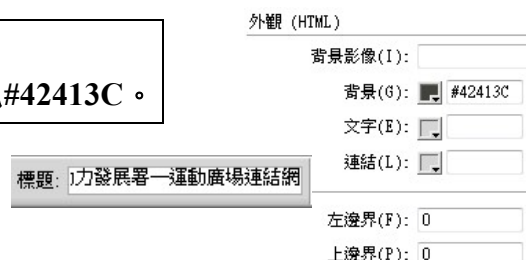 #42413C。
標題: 力發展署—運動廣場連結網
外觀 (HTML)
背景影像(I):
背景(G): #42413C
文字(E):
連結(L):
左邊界(F): 0
上邊界(P): 0